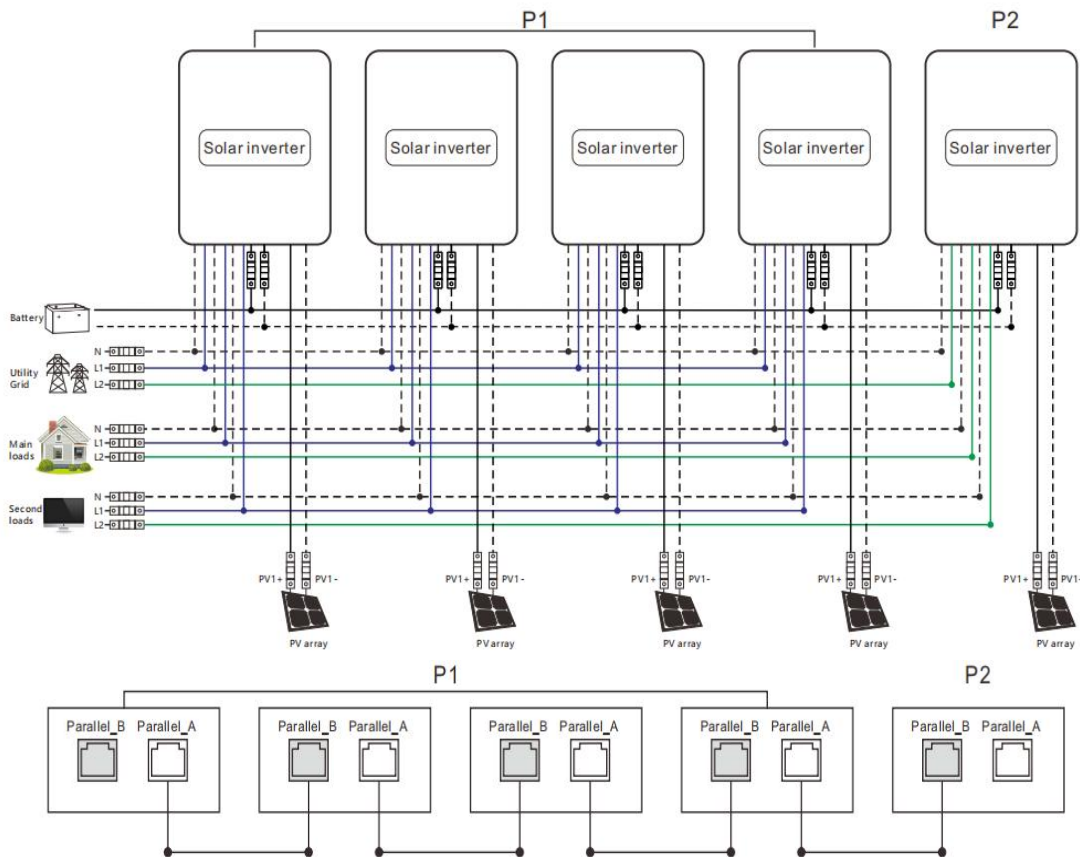 P1
P2
Solar inverter
Solar inverter
Solar inverter
Solar inverter
Solar inverter
Battery
Utility
Grid
N
L1
L2
Main
loads
N
L1
L2
Second
loads
N
L1
L2
PV1+
PV1-
PV1+
PV1-
PV1+
PV1-
PV1+
PV1-
PV1+
PV1-
PV array
PV array
PV array
PV array
PV array
P1
P2
Parallel_B
Parallel_A
Parallel_B
Parallel_A
Parallel_B
Parallel_A
Parallel_B
Parallel_A
Parallel_B
Parallel_A